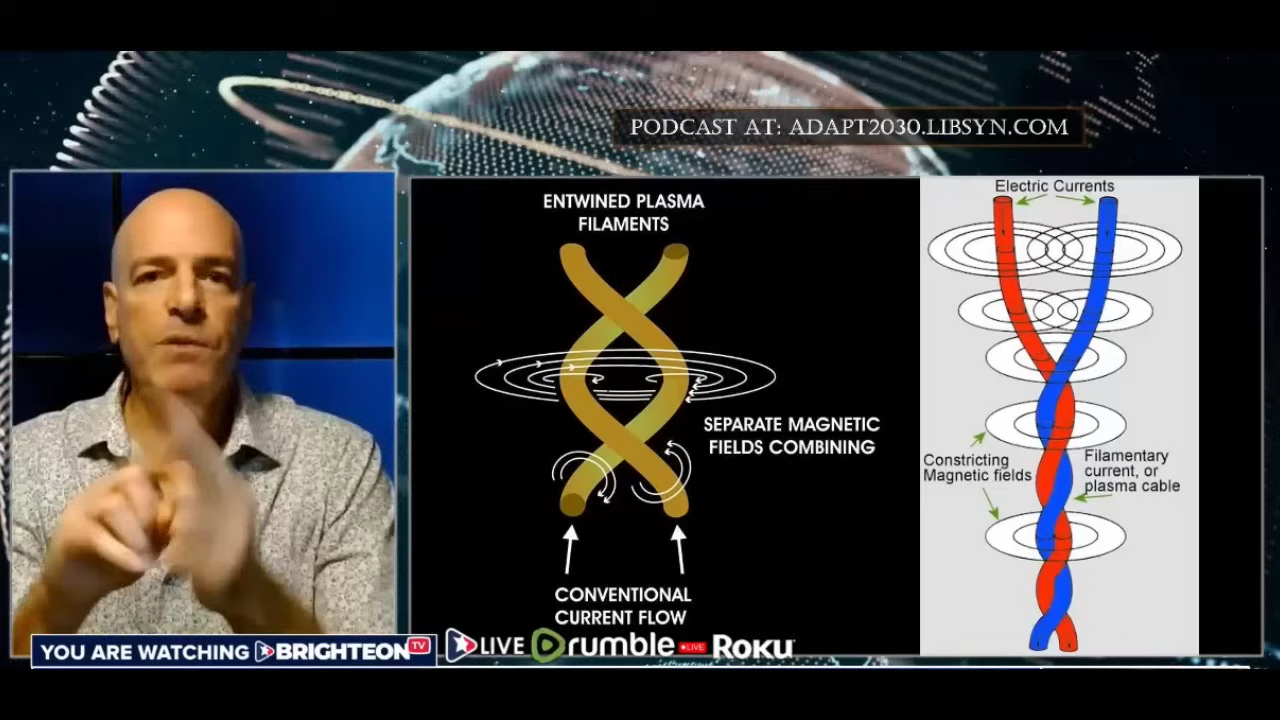 PODCAST AT: ADAPT2030.LIBSYN.COM
ENTWINED PLASMA
FILAMENTS
SEPARATE MAGNETIC
FIELDS COMBINING
CONVENTIONAL
CURRENT FLOW
Electric Currents
Constricting
Magnetic fields
Filamentary
current, or
plasma cable
YOU ARE WATCHING BRIGHTEON TV
LIVE rumble LIVE ROKU